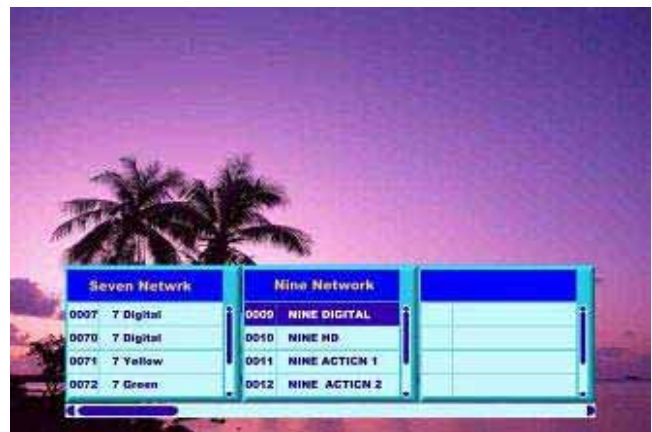 Seven Netwrk
0007 7 Digital
0070 7 Digital
0071 7 Yellow
0072 7 Green
Nine Network
0009 NINE DIGITAL
0010 NINE HD
0011 NINE ACTICN 1
0012 NINE ACTICN 2